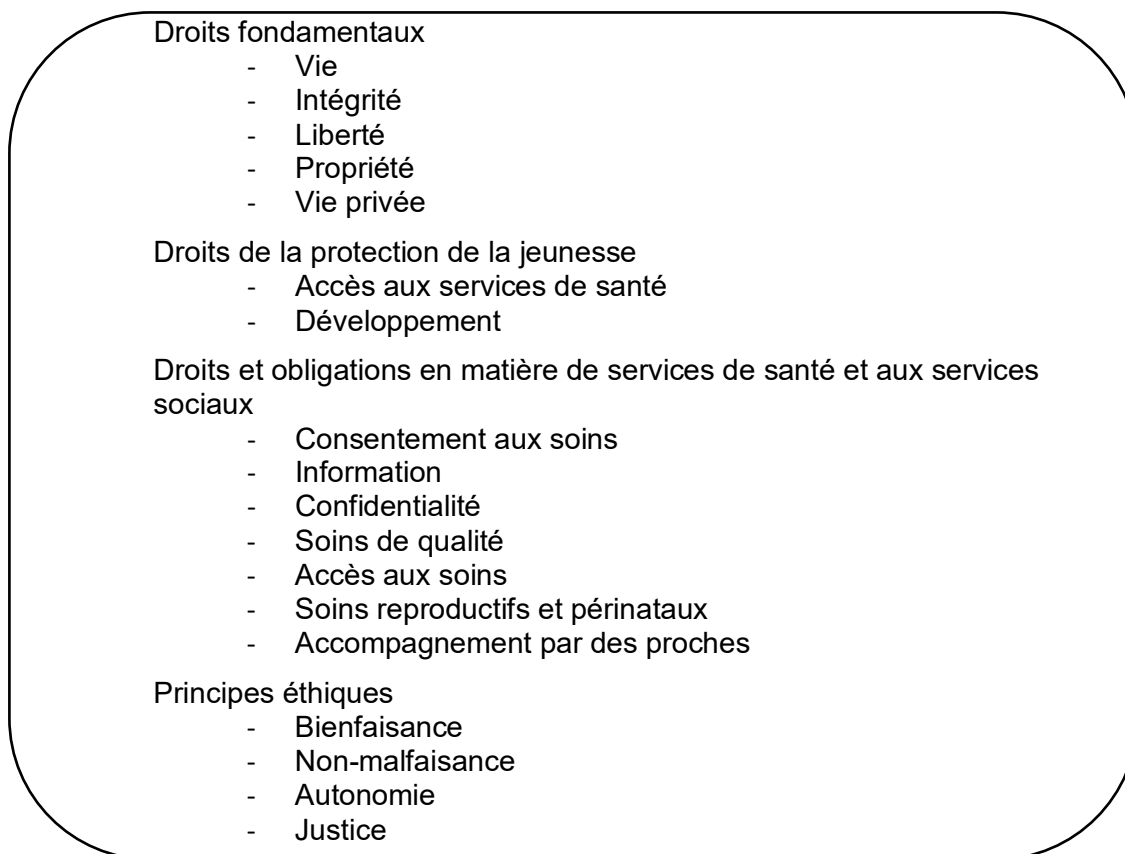 Droits fondamentaux
- Vie
- Intégrité
- Liberté
- Propriété
- Vie privée
Droits de la protection de la jeunesse
- Accès aux services de santé
- Développement
Droits et obligations en matière de services de santé et aux services
sociaux
- Consentement aux soins
- Information
- Confidentialité
- Soins de qualité
- Accès aux soins
- Soins reproductifs et périnataux
- Accompagnement par des proches
Principes éthiques
- Bienfaisance
- Non-malfaisance
- Autonomie
- Justice